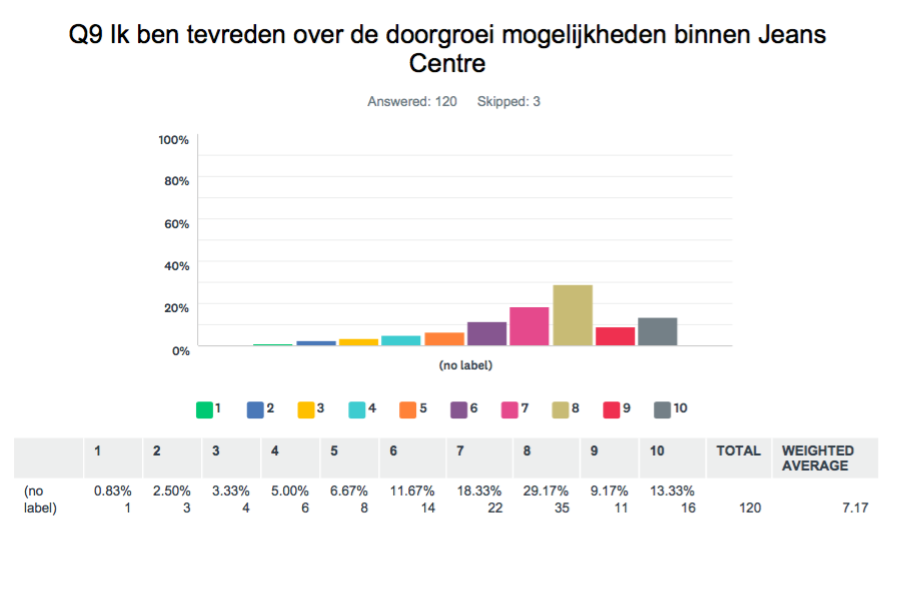 Q9 Ik ben tevreden over de doorgroei mogelijkheden binnen Jeans
Centre
Answered: 120 Skipped: 3
100%
80%
60%
40%
20%
0%
(no label)
1 2 3 4 5 6 7 8 9 10
1 2 3 4 5 6 7 8 9 10 TOTAL WEIGHTED
AVERAGE
(no 0.83% 2.50% 3.33% 5.00% 6.67% 11.67% 18.33% 29.17% 9.17% 13.33%
label) 1 3 4 6 8 14 22 35 11 16 120 7.17